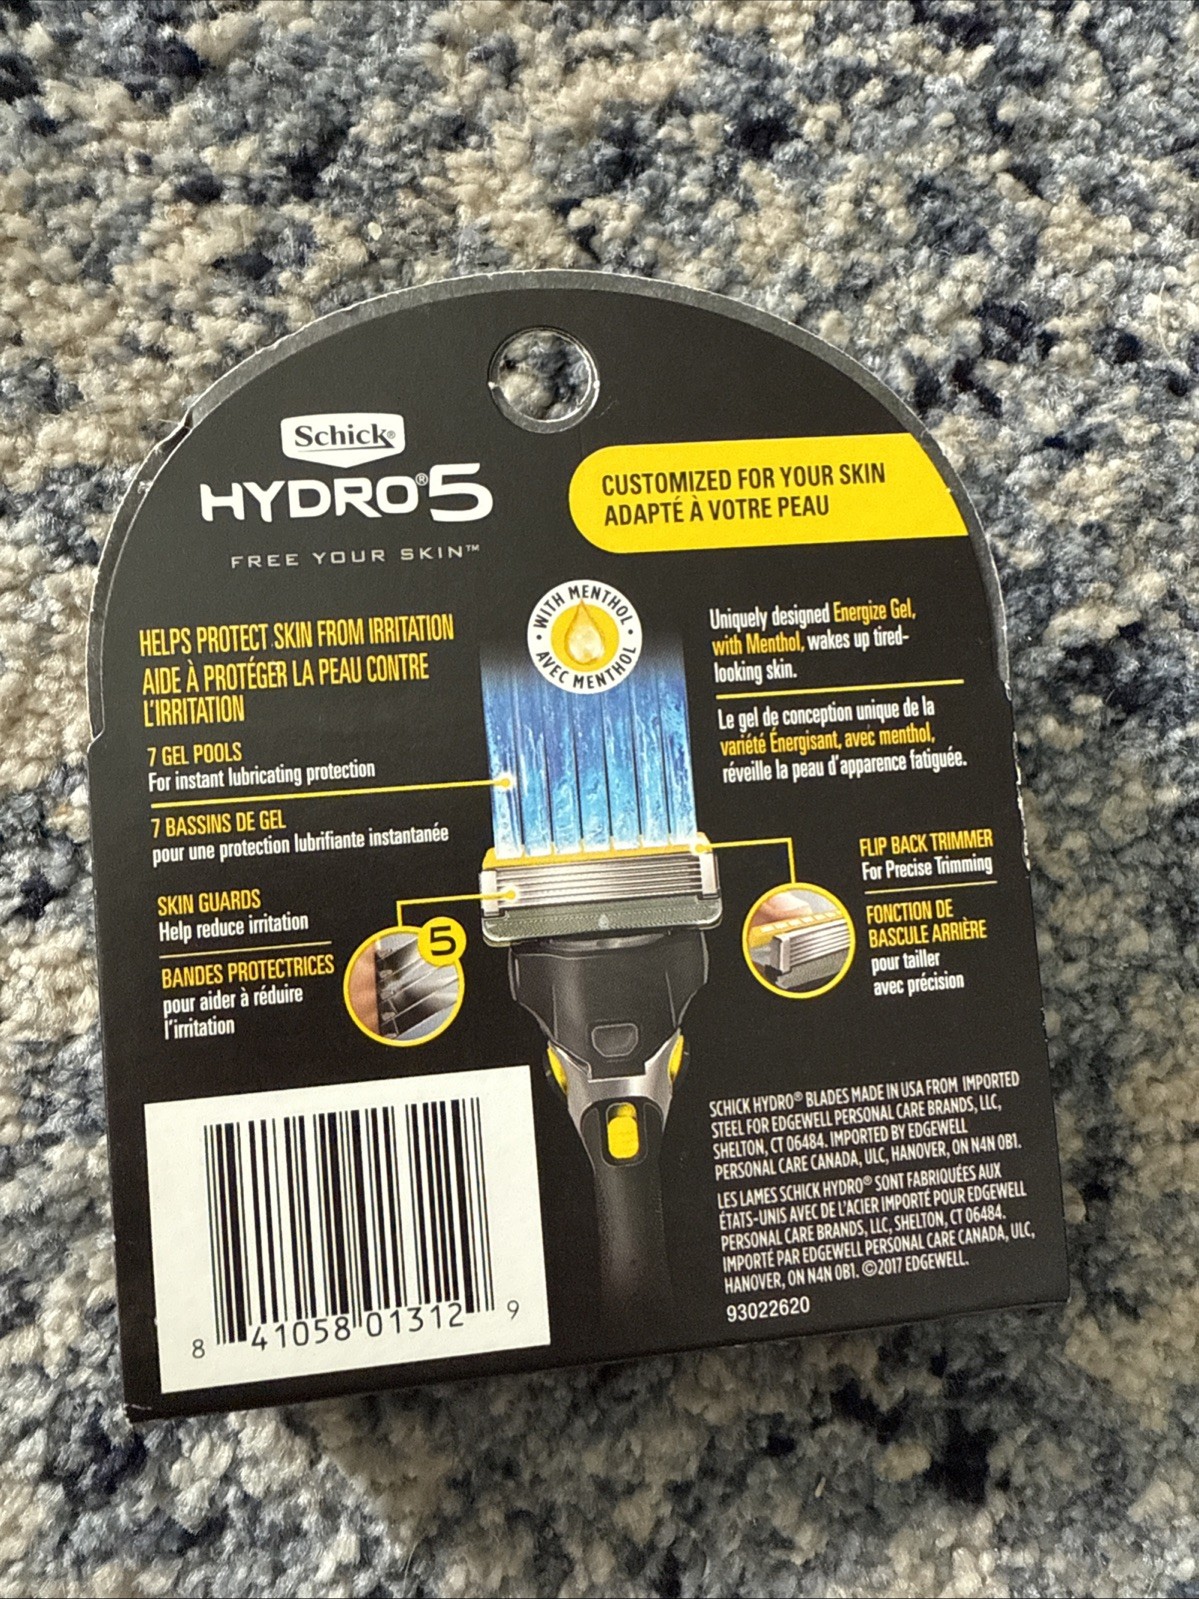 Schick®
HYDRO®5
FREE YOUR SKIN™
CUSTOMIZED FOR YOUR SKIN
ADAPTÉ À VOTRE PEAU
HELPS PROTECT SKIN FROM IRRITATION
AIDE À PROTÉGER LA PEAU CONTRE
L'IRRITATION
7 GEL POOLS
For instant lubricating protection
7 BASSINS DE GEL
pour une protection lubrifiante instantanée
SKIN GUARDS
Help reduce irritation
BANDES PROTECTRICES
pour aider à réduire
l'irritation
5
• WITH MENTHOL •
AVEC MENTHOL
Uniquely designed Energize Gel,
with Menthol, wakes up tired-
looking skin.
Le gel de conception unique de la
variété Énergisant, avec menthol,
réveille la peau d'apparence fatiguée.
FLIP BACK TRIMMER
For Precise Trimming
FONCTION DE
BASCULE ARRIÈRE
pour tailler
avec précision
SCHICK HYDRO® BLADES MADE IN USA FROM IMPORTED
STEEL FOR EDGEWELL PERSONAL CARE BRANDS, LLC,
SHELTON, CT 06484. IMPORTED BY EDGEWELL
PERSONAL CARE CANADA, ULC, HANOVER, ON N4N 0B1.
LES LAMES SCHICK HYDRO® SONT FABRIQUÉES AUX
ÉTATS-UNIS AVEC DE L'ACIER IMPORTÉ POUR EDGEWELL
PERSONAL CARE BRANDS, LLC, SHELTON, CT 06484.
IMPORTÉ PAR EDGEWELL PERSONAL CARE CANADA, ULC,
HANOVER, ON N4N 0B1. ©2017 EDGEWELL.
93022620
8 41058 01312 9